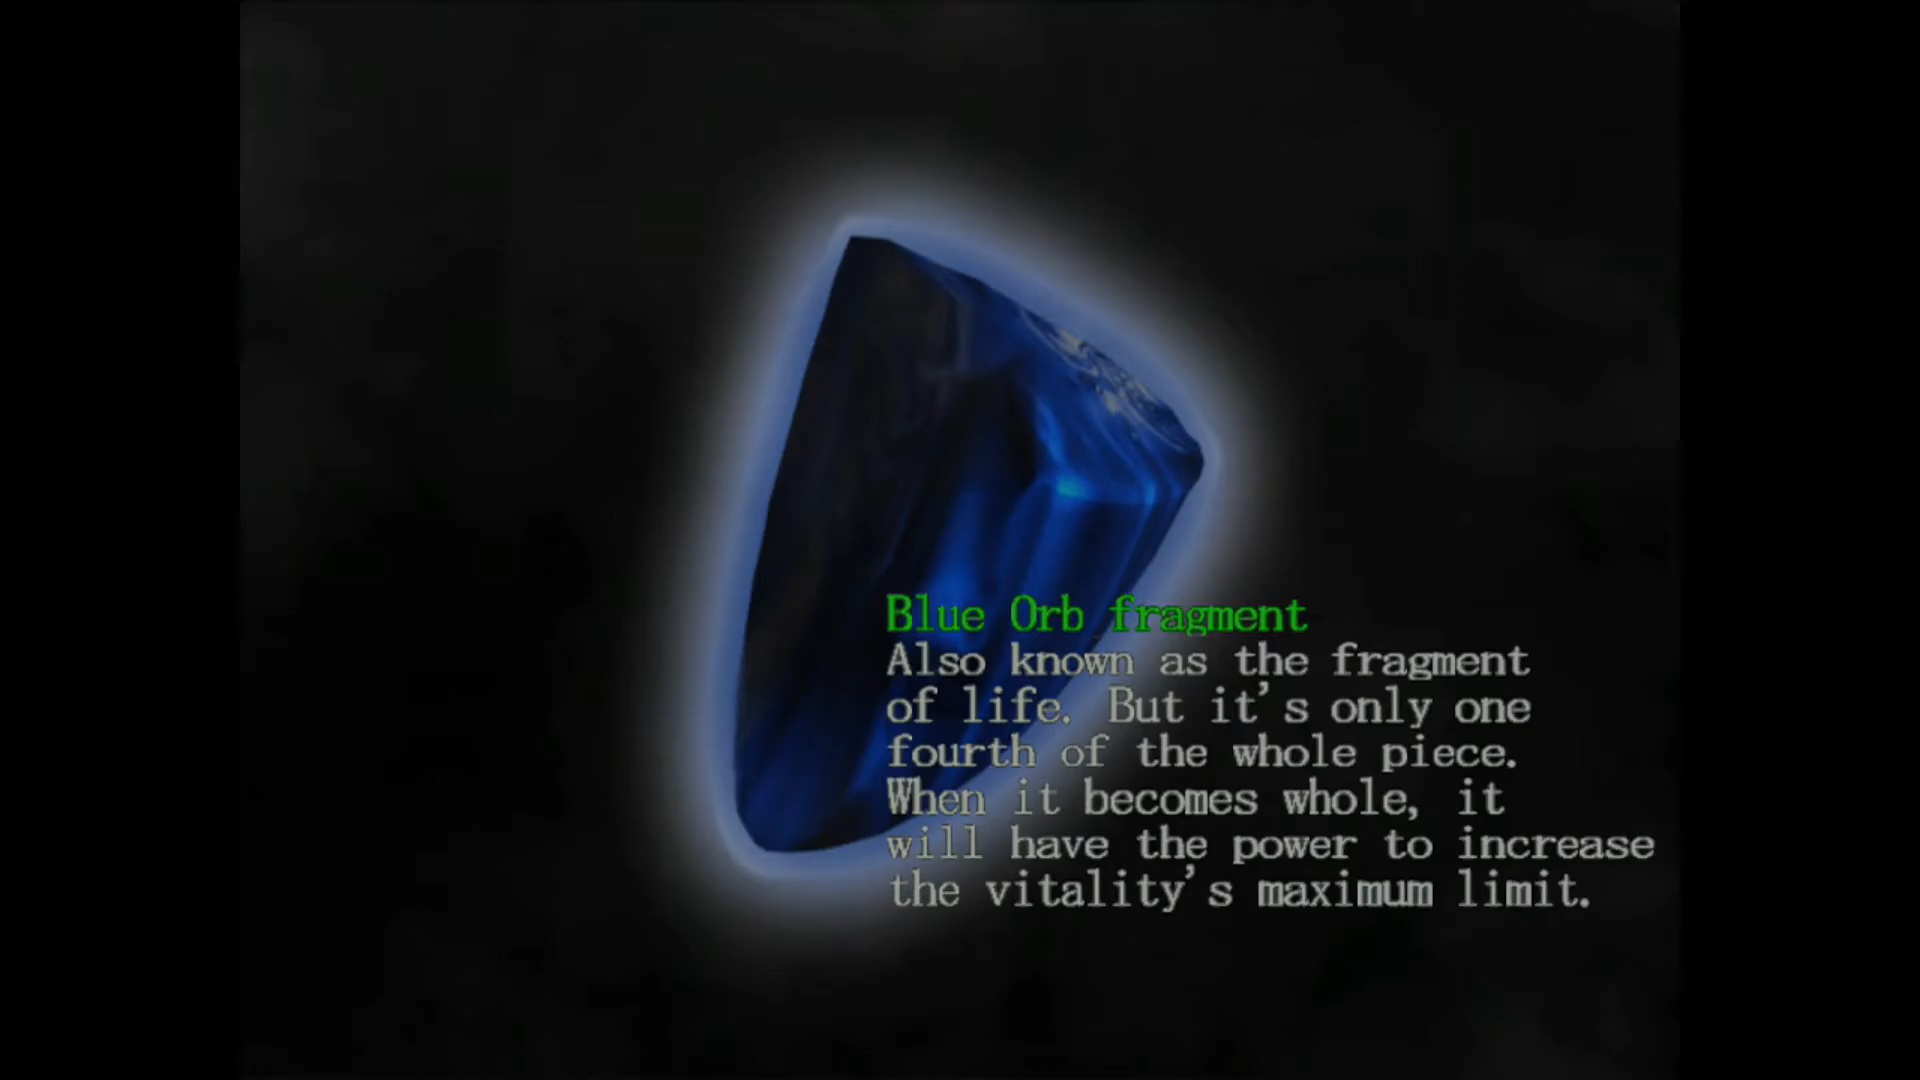 Blue Orb fragment
Also known as the fragment
of life. But it's only one
fourth of the whole piece.
When it becomes whole, it
will have the power to increase
the vitality's maximum limit.